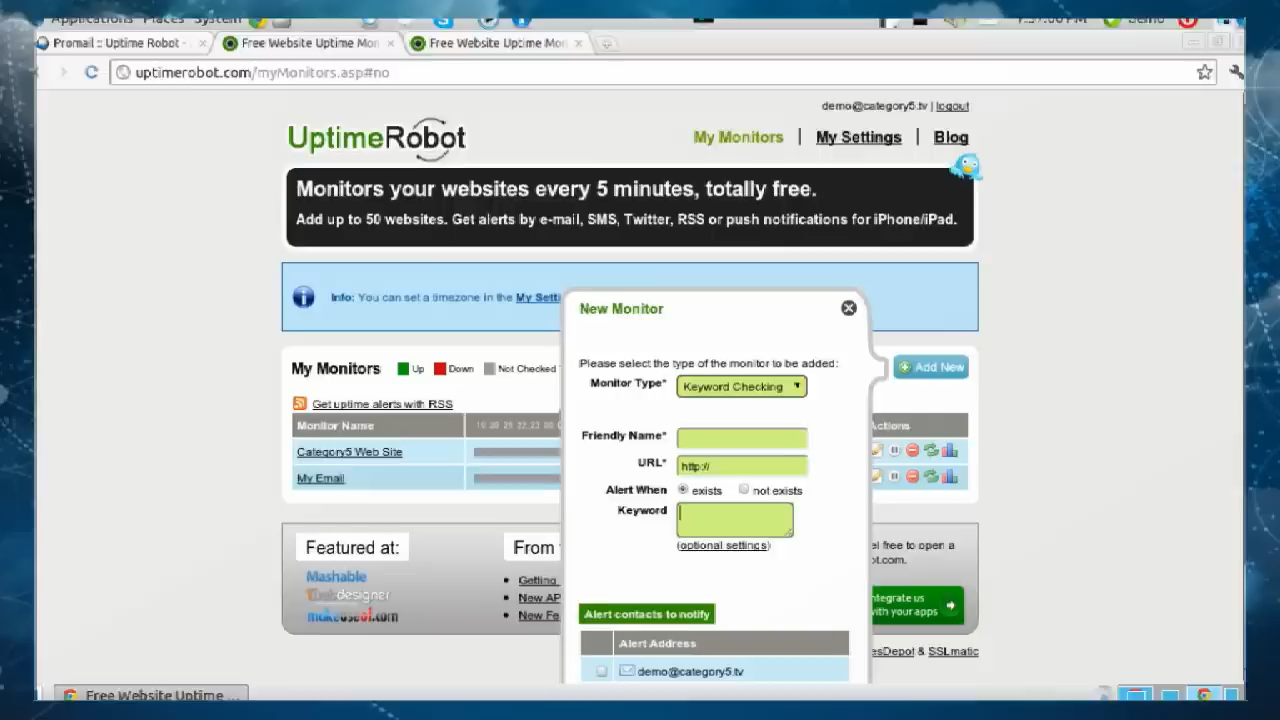 Applications Places System
Demo
Promail :: Uptime Robot -
Free Website Uptime Mon
Free Website Uptime Mon
uptimerobot.com/myMonitors.asp#no
demo@category5.tv | logout
UptimeRobot
My Monitors | My Settings | Blog
Monitors your websites every 5 minutes, totally free.
Add up to 50 websites. Get alerts by e-mail, SMS, Twitter, RSS or push notifications for iPhone/iPad.
Info: You can set a timezone in the My Setti
New Monitor
Please select the type of the monitor to be added:
Monitor Type* Keyword Checking
Friendly Name*
URL* http://
Alert When exists not exists
Keyword
(optional settings)
Alert contacts to notify
Alert Address
demo@category5.tv
My Monitors Up Down Not Checked
Add New
Get uptime alerts with RSS
Monitor Name
Actions
Category5 Web Site
My Email
Featured at:
From
Mashable
Webdesigner
makeuseof.com
Getting
New AP
New Fe
el free to open a
ot.com.
ntegrate us
with your apps
esDepot & SSLmatic
Free Website Uptime ...